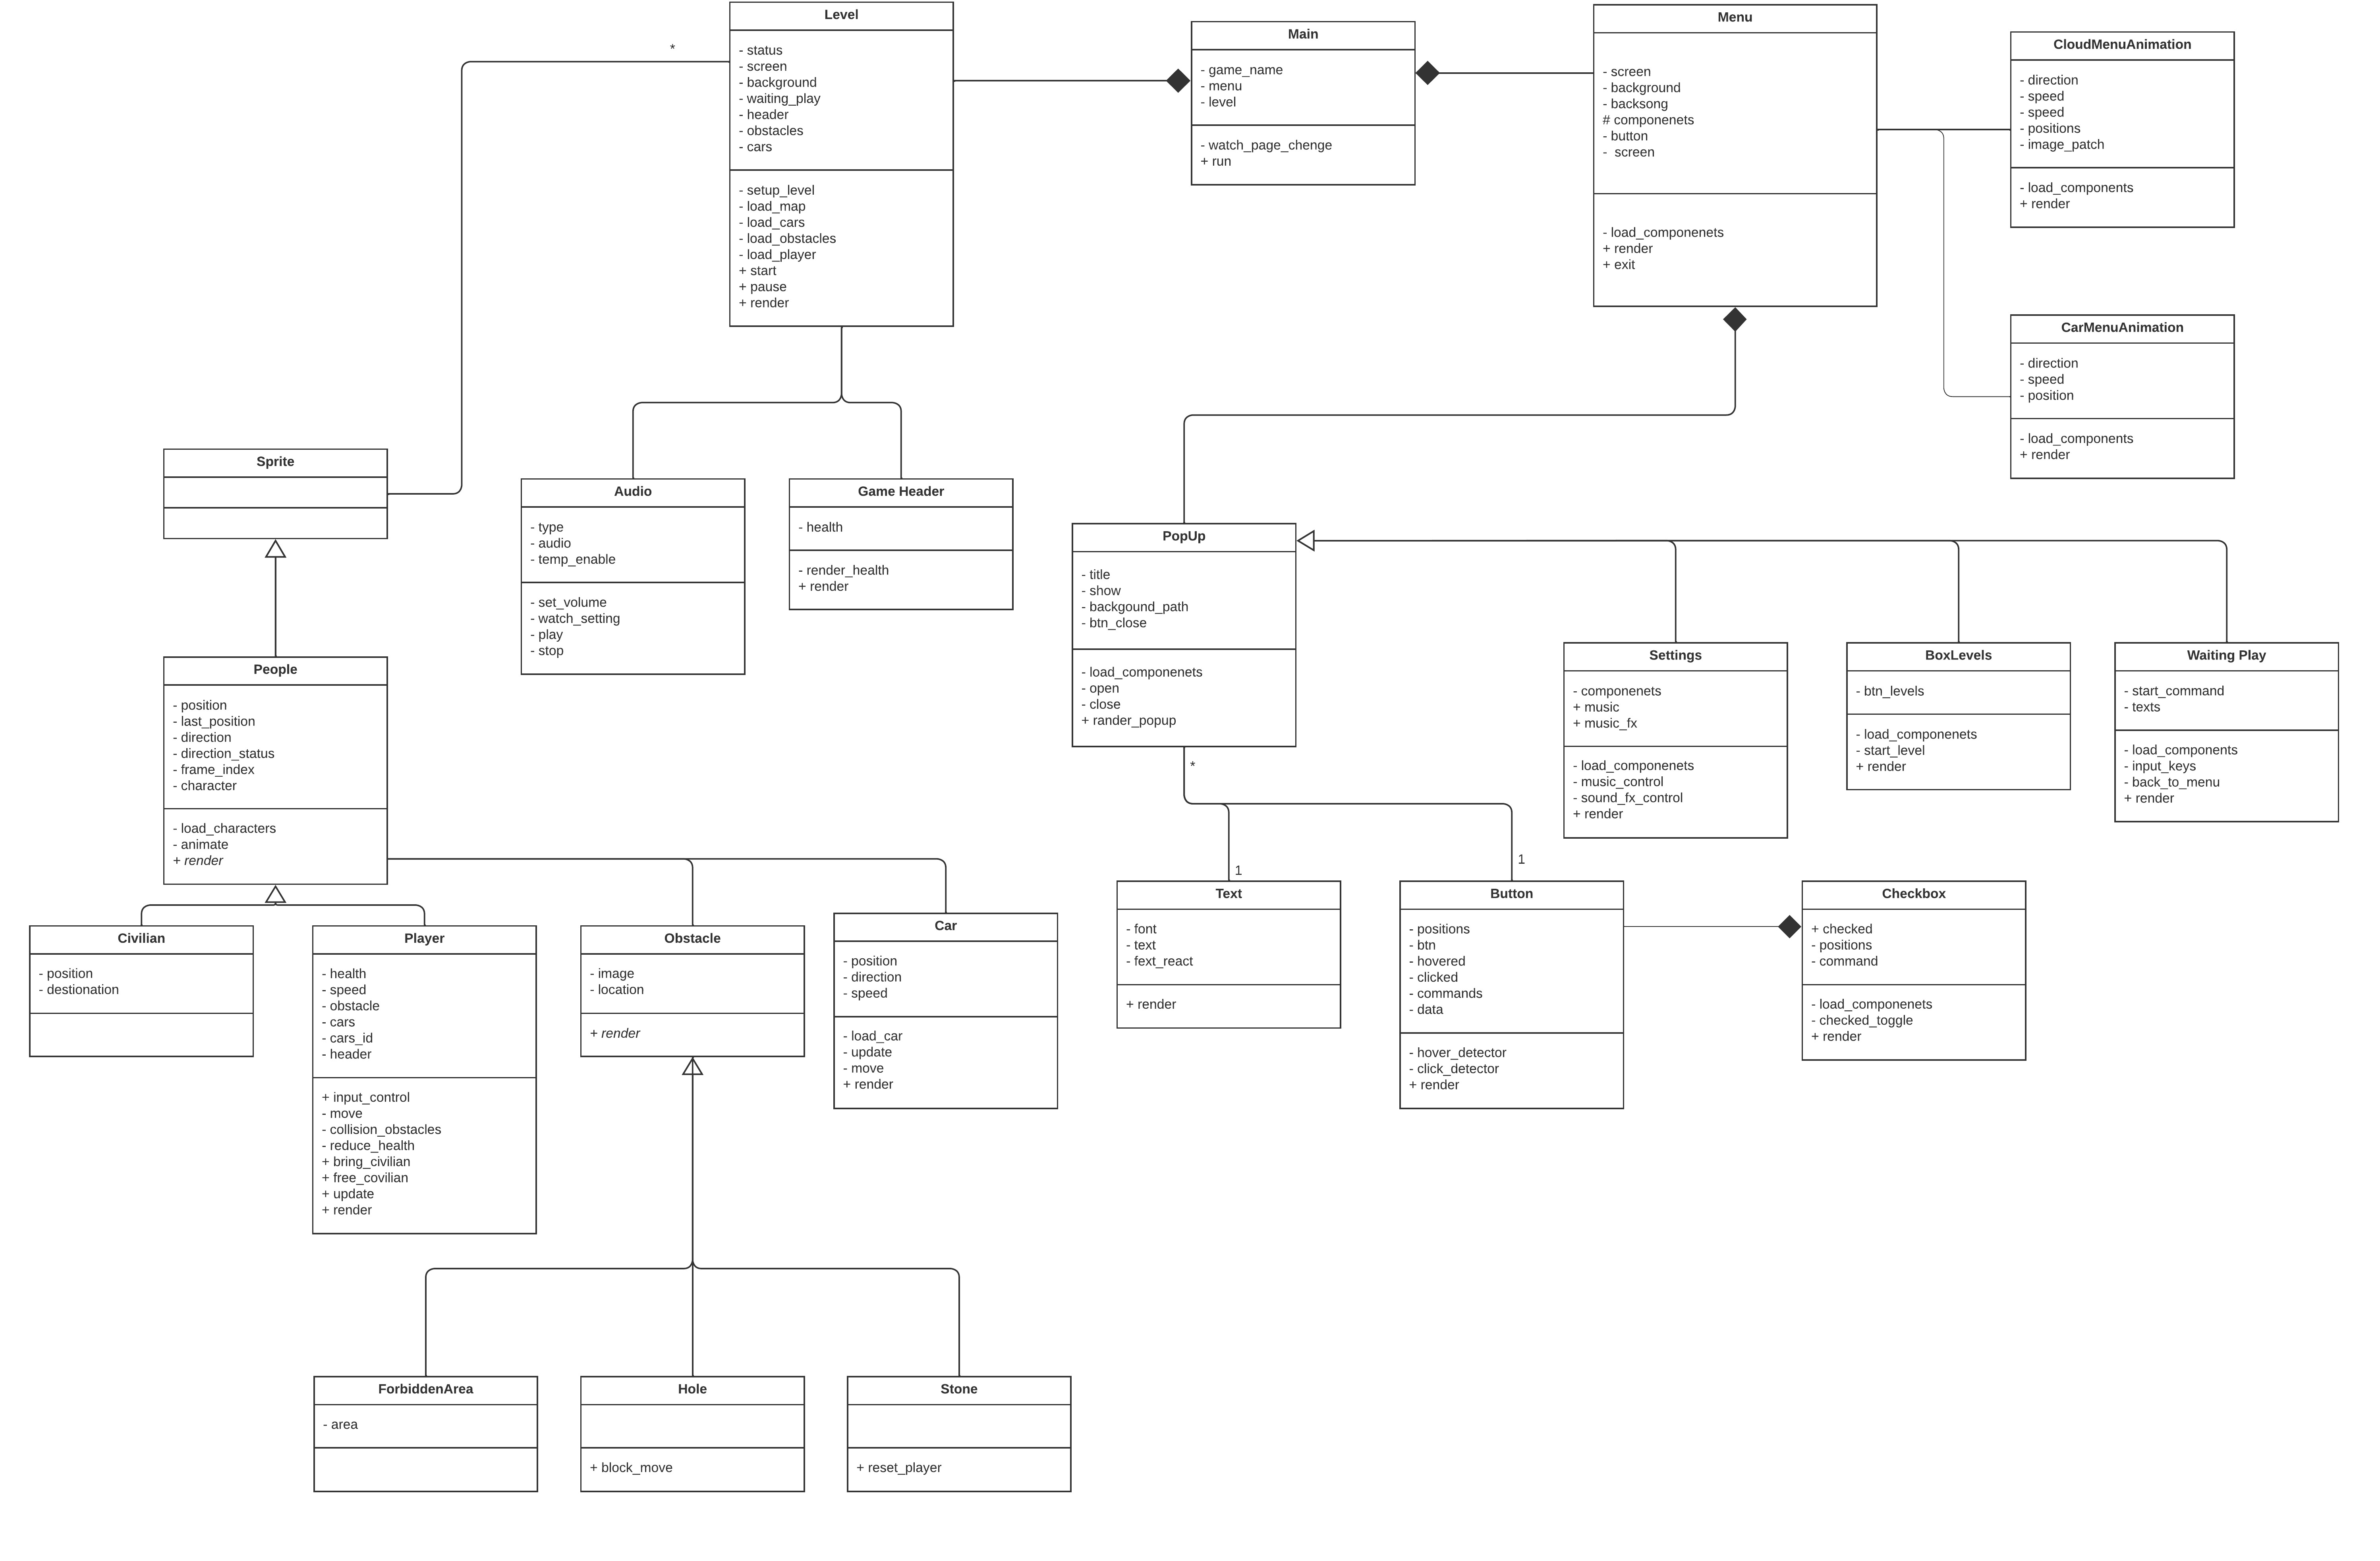 Level
- status
- screen
- background
- waiting_play
- header
- obstacles
- cars
- setup_level
- load_map
- load_cars
- load_obstacles
- load_player
+ start
+ pause
+ render
*
Main
- game_name
- menu
- level
- watch_page_chenge
+ run
Menu
- screen
- background
- backsong
# componenets
- button
-  screen
- load_componenets
+ render
+ exit
CloudMenuAnimation
- direction
- speed
- speed
- positions
- image_patch
- load_components
+ render
CarMenuAnimation
- direction
- speed
- position
- load_components
+ render
Sprite
Audio
- type
- audio
- temp_enable
- set_volume
- watch_setting
- play
- stop
Game Header
- health
- render_health
+ render
PopUp
- title
- show
- backgound_path
- btn_close
- load_componenets
- open
- close
+ rander_popup
*
1
1
Settings
- componenets
+ music
+ music_fx
- load_componenets
- music_control
- sound_fx_control
+ render
BoxLevels
- btn_levels
- load_componenets
- start_level
+ render
Waiting Play
- start_command
- texts
- load_components
- input_keys
- back_to_menu
+ render
People
- position
- last_position
- direction
- direction_status
- frame_index
- character
- load_characters
- animate
+ render
Civilian
- position
- destionation
Player
- health
- speed
- obstacle
- cars
- cars_id
- header
+ input_control
- move
- collision_obstacles
- reduce_health
+ bring_civilian
+ free_covilian
+ update
+ render
Obstacle
- image
- location
+ render
Car
- position
- direction
- speed
- load_car
- update
- move
+ render
Text
- font
- text
- fext_react
+ render
Button
- positions
- btn
- hovered
- clicked
- commands
- data
- hover_detector
- click_detector
+ render
Checkbox
+ checked
- positions
- command
- load_componenets
- checked_toggle
+ render
ForbiddenArea
- area
Hole
+ block_move
Stone
+ reset_player